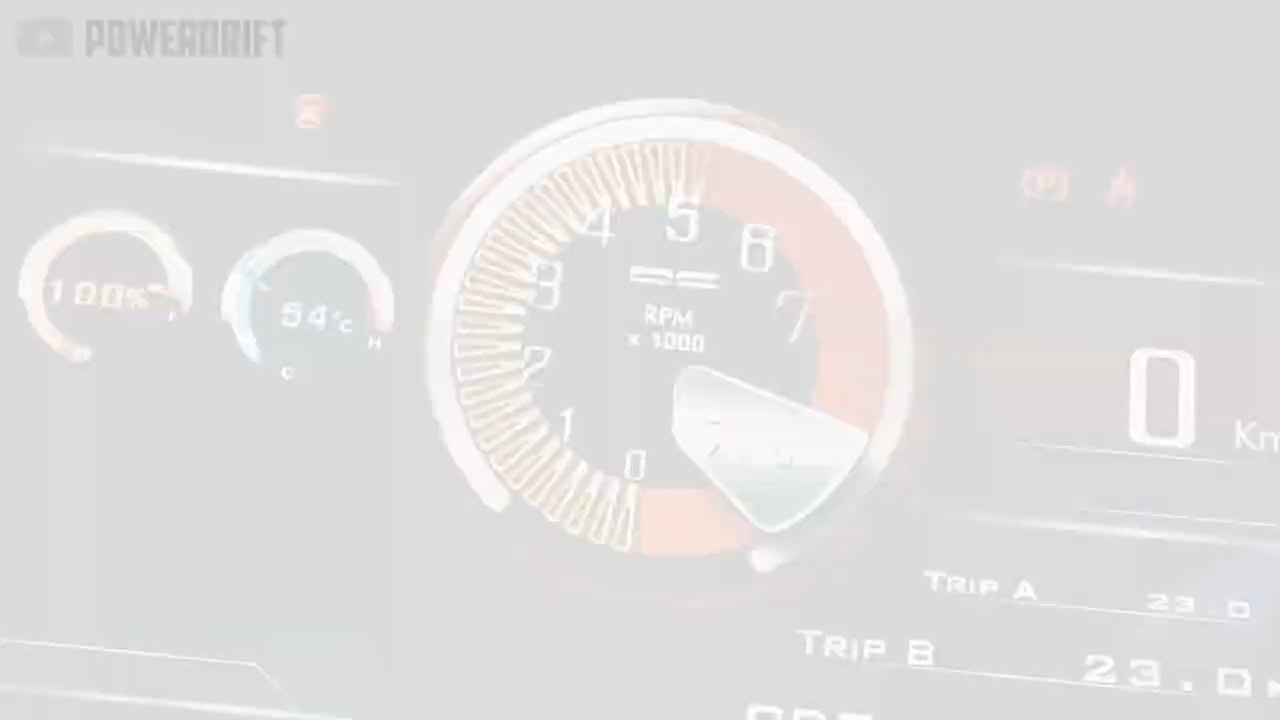 POWERDRIFT
100%
F
54°C
H
C
0
1
2
3
4
5
6
7
RPM
x 1000
0
Km
TRIP A 23.0
TRIP B 23.0